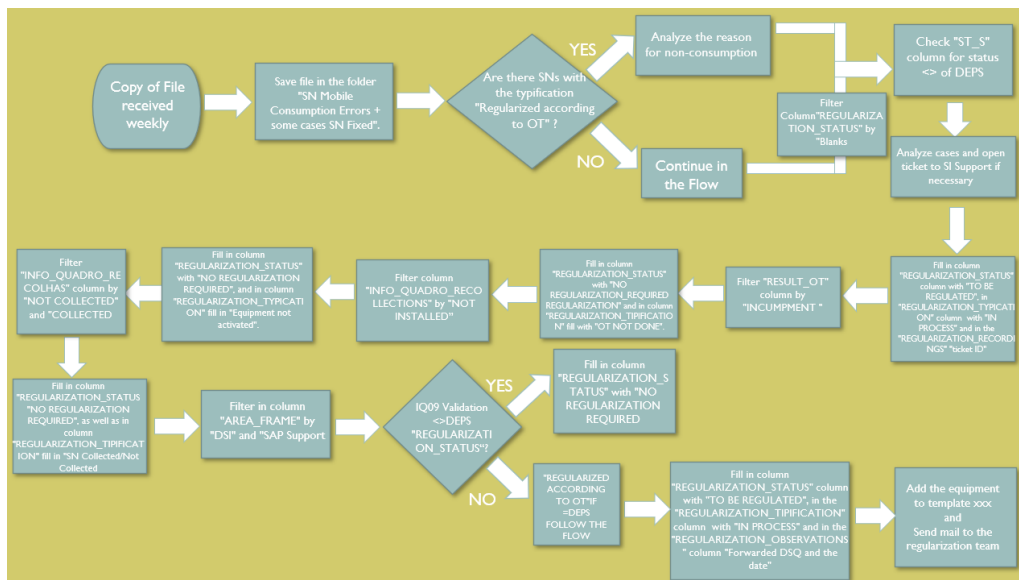 Copy of File
received
weekly
Save file in the folder
"SN Mobile
Consumption Errors +
some cases SN Fixed".
Are there SNs with
the typification
"Regularized according
to OT" ?
YES
Analyze the reason
for non-consumption
NO
Continue in
the Flow
Filter
Column"REGULARIZA
TION_STATUS" by
"Blanks
Check "ST_S"
column for status
<> of DEPS
Analyze cases and open
ticket to SI Support if
necessary
Fill in column
"REGULARIZATION_STATUS"
column with "TO BE
REGULATED", in
"REGULARIZATION_TYPICATI
ON" column with "IN
PROCESS" and in the
"REGULARIZATION_RECORDI
NGS" "ticket ID"
Filter "RESULT_OT"
column by
"INCUMPMENT "
Fill in column
"REGULARIZATION_STATUS"
with "NO
REGULARIZATION_REQUIRED
REGULARIZATION" and in column
"REGULARIZATION_TIPIFICATIO
N" fill with "OT NOT DONE".
Filter column
"INFO_QUADRO_RECO
LLECTIONS" by "NOT
INSTALLED"
Fill in column
"REGULARIZATION_STATUS"
with "NO REGULARIZATION
REQUIRED", and in column
"REGULARIZATION_TYPICATI
ON" fill in "Equipment not
activated".
Filter
"INFO_QUADRO_RE
COLHAS" column by
"NOT COLLECTED"
and "COLLECTED
Fill in column
"REGULARIZATION_STATUS
"NO REGULARIZATION
REQUIRED", as well as in
column
"REGULARIZATION_TIPIFICAT
ION" fill in "SN Collected/Not
Collected
Filter in column
"AREA_FRAME" by
"DSI" and "SAP Support
IQ09 Validation
<>DEPS
"REGULARIZATI
ON_STATUS"?
YES
Fill in column
"REGULARIZATION_S
TATUS" with "NO
REGULARIZATION
REQUIRED
NO
"REGULARIZED
ACCORDING
TO OT"IF
=DEPS
FOLLOW THE
FLOW
Fill in column
"REGULARIZATION_STATUS" column
with "TO BE REGULATED", in the
"REGULARIZATION_TIPIFICATION"
column with "IN PROCESS" and in the
"REGULARIZATION_OBSERVATIONS
" column "Forwarded DSQ and the
date"
Add the equipment
to template xxx
and
Send mail to the
regularization team